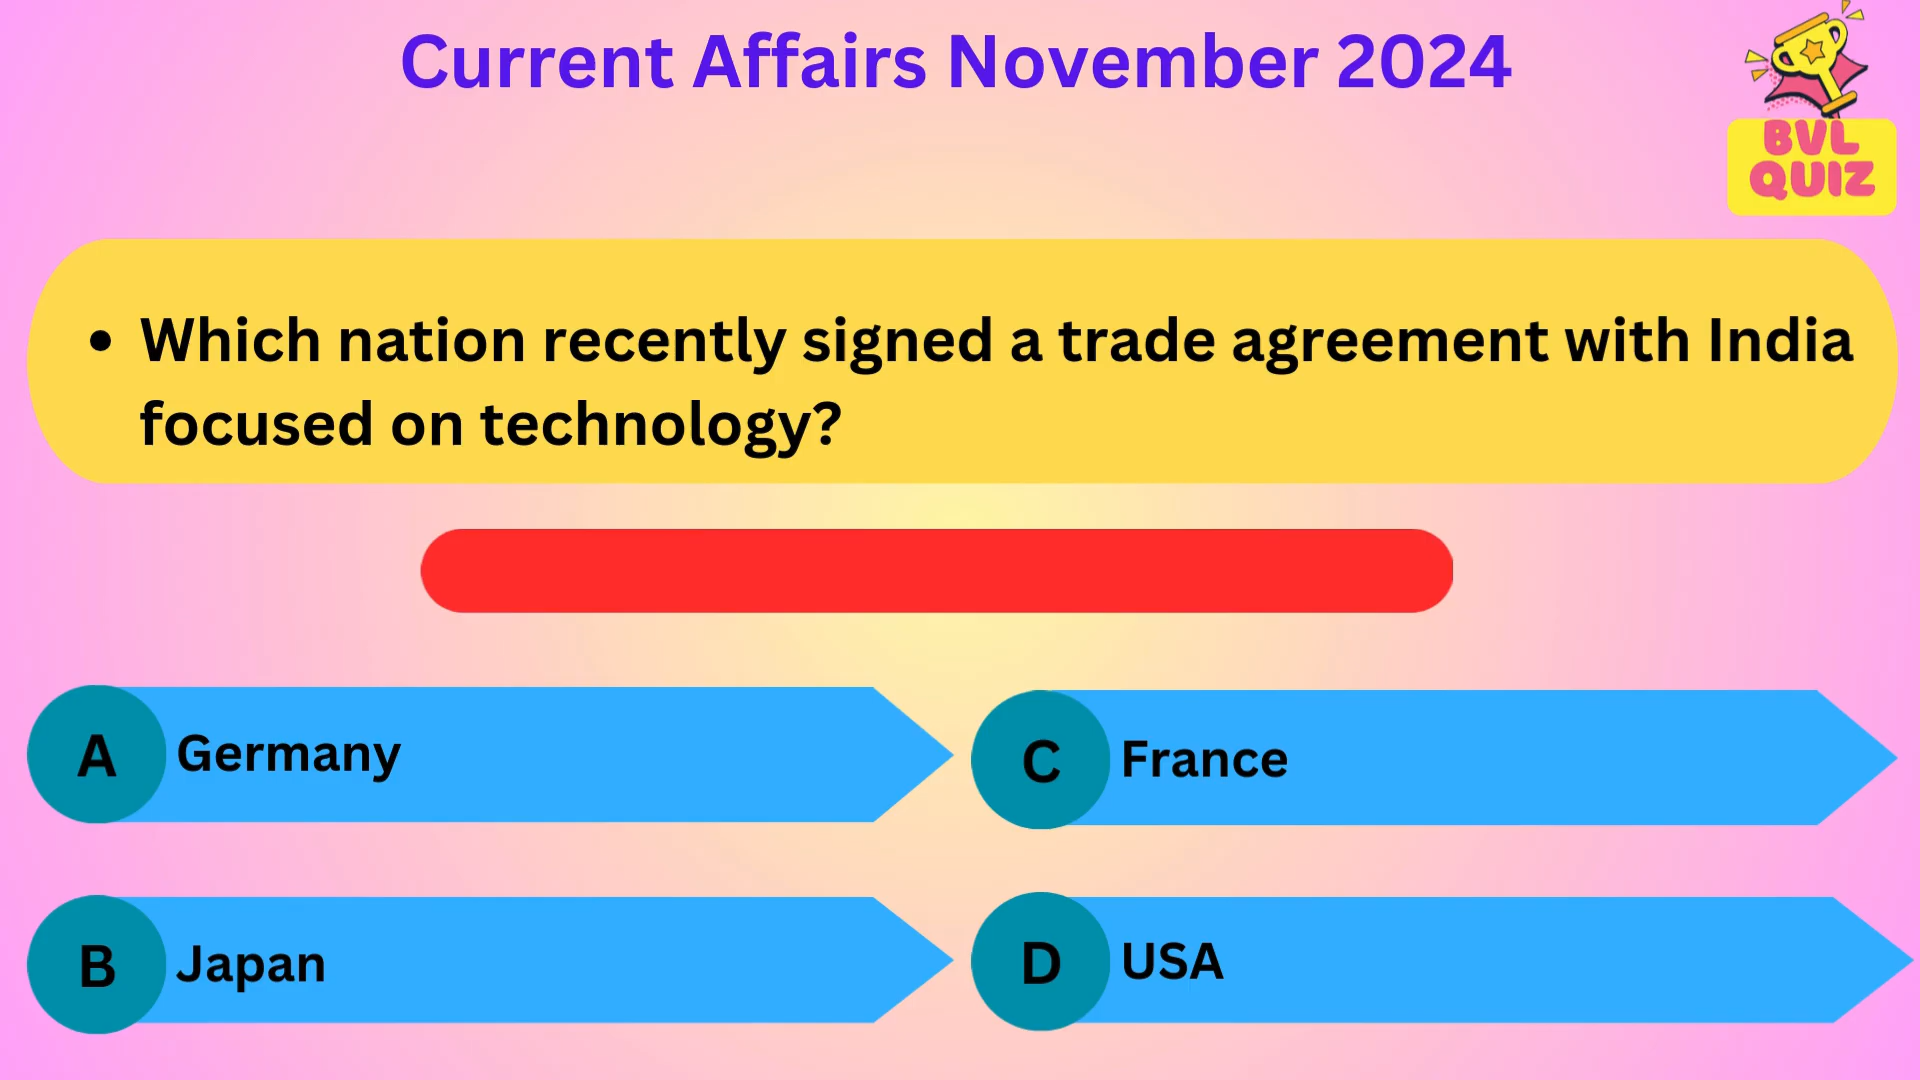 Current Affairs November 2024
BVL
QUIZ
• Which nation recently signed a trade agreement with India
focused on technology?
A Germany
C France
B Japan
D USA